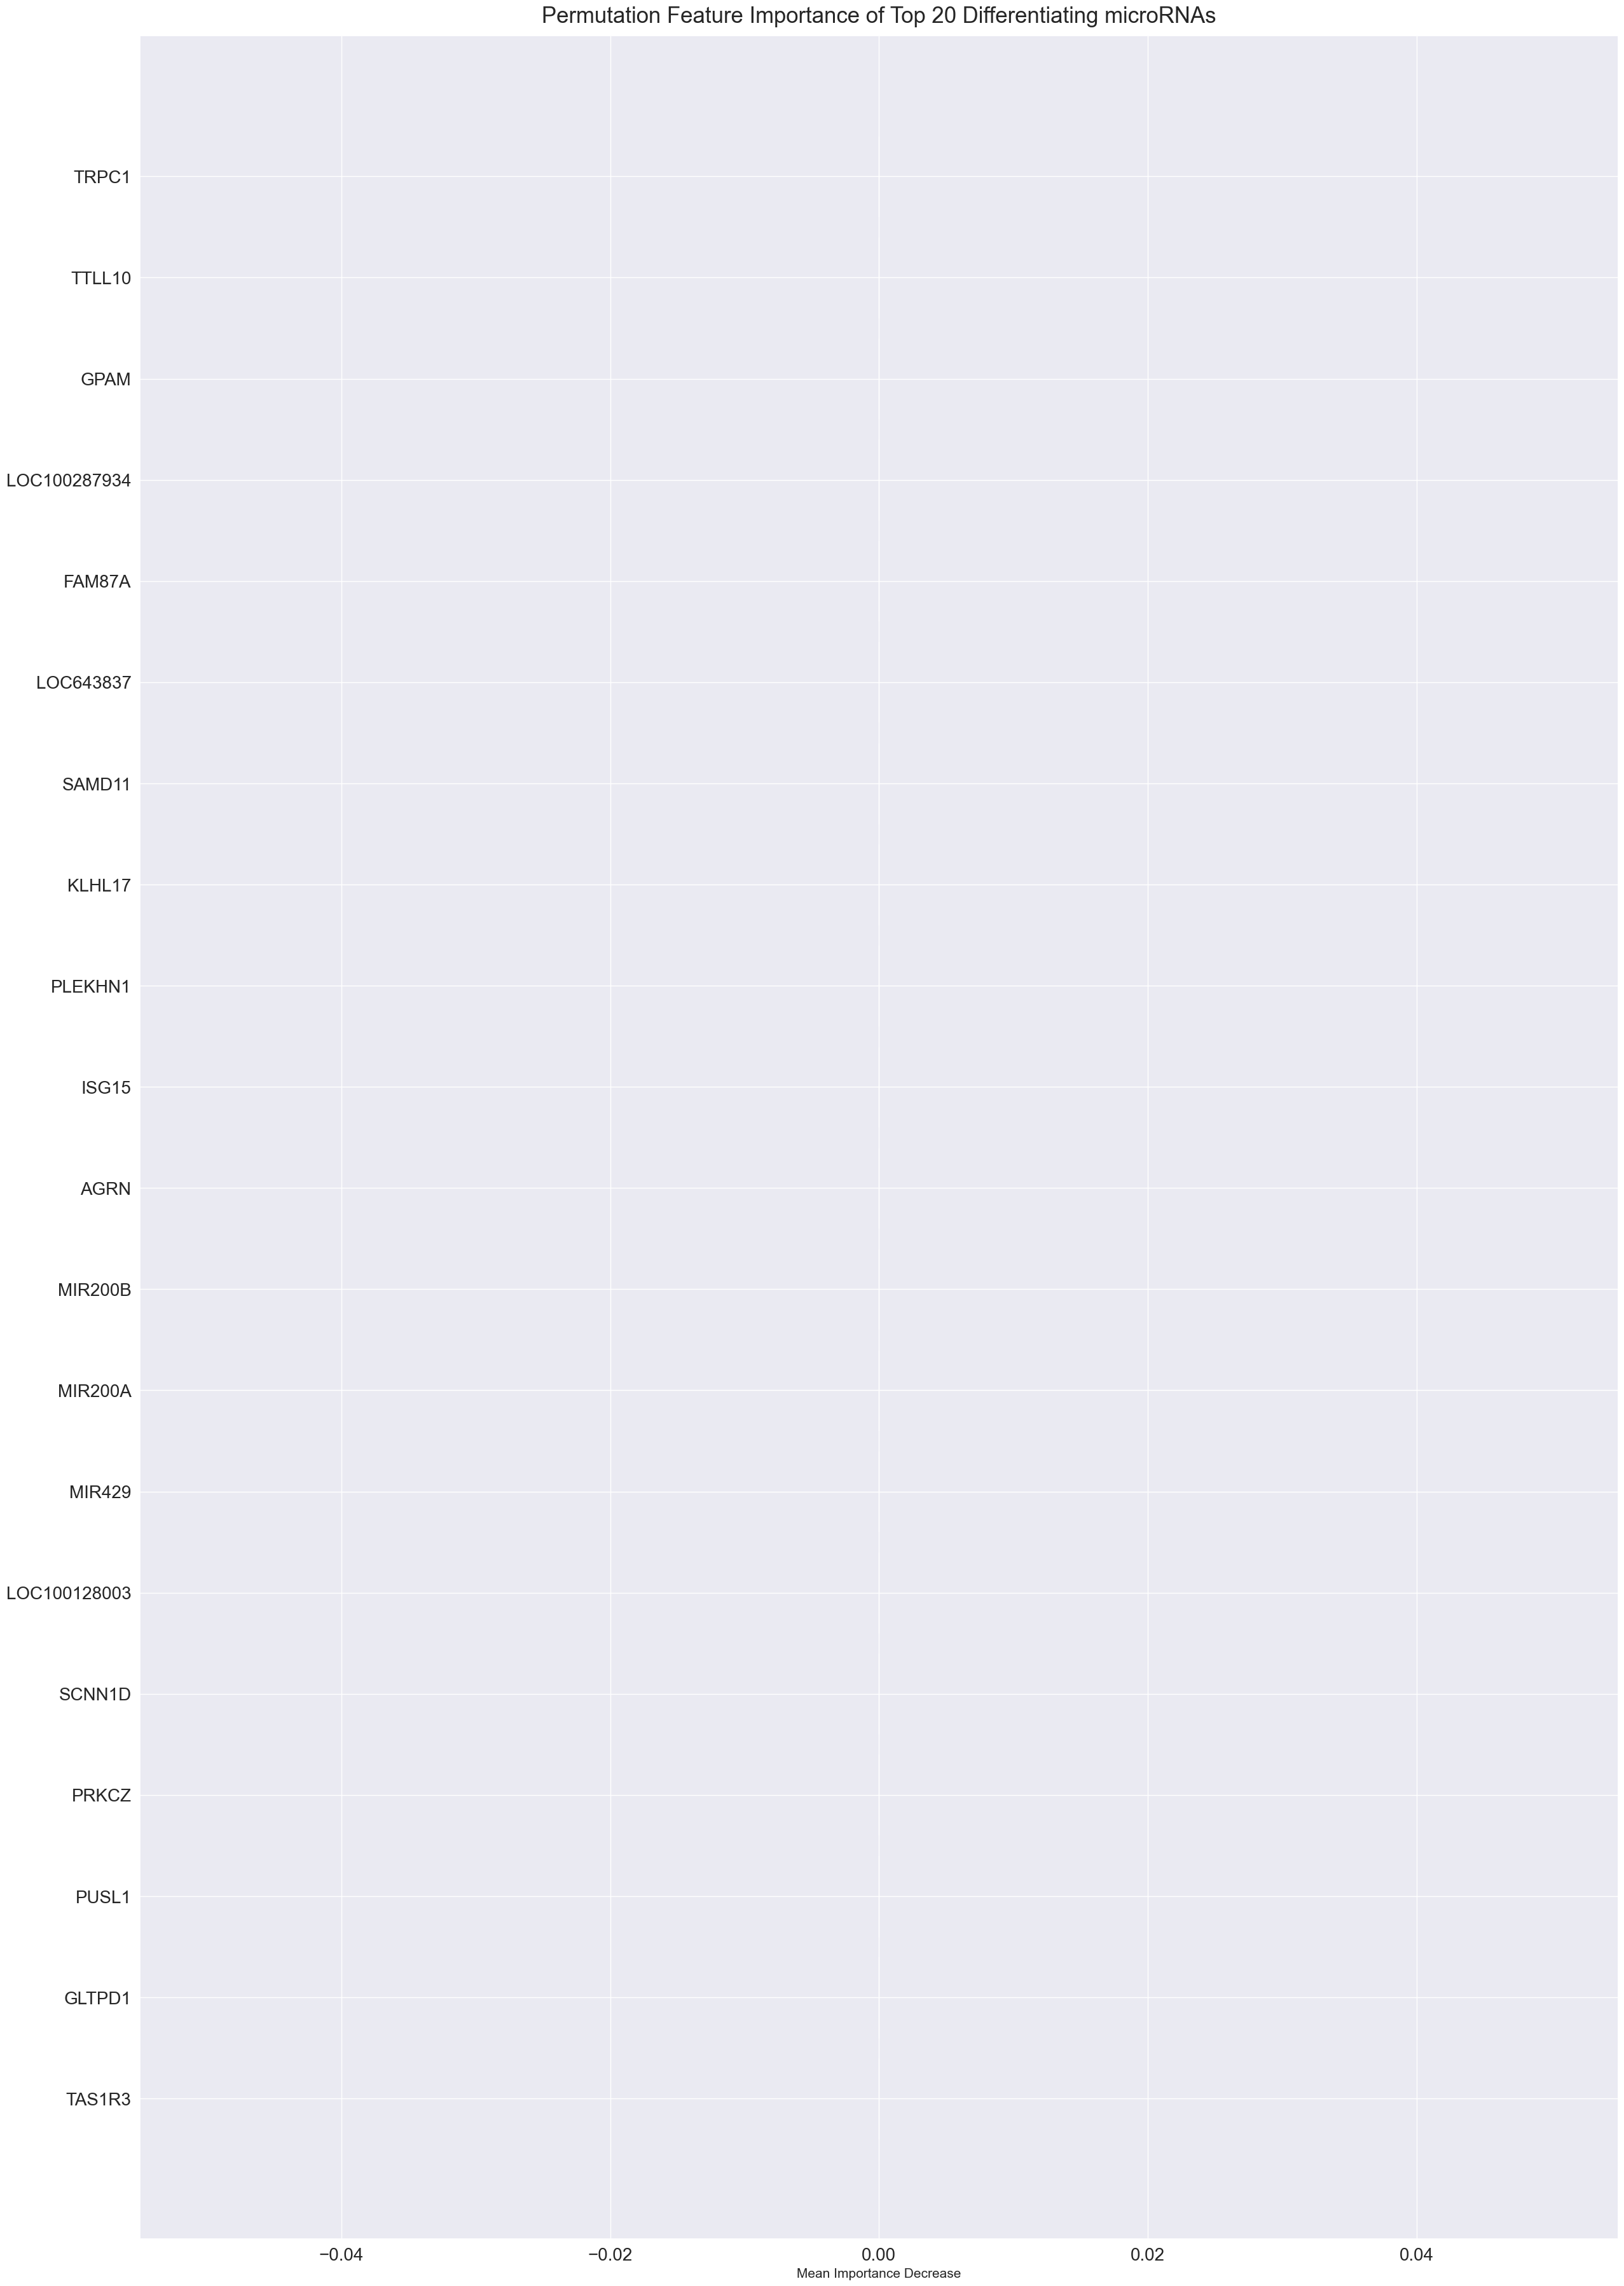 Permutation Feature Importance of Top 20 Differentiating microRNAs
TRPC1
TTLL10
GPAM
LOC100287934
FAM87A
LOC643837
SAMD11
KLHL17
PLEKHN1
ISG15
AGRN
MIR200B
MIR200A
MIR429
LOC100128003
SCNN1D
PRKCZ
PUSL1
GLTPD1
TAS1R3
−0.04 −0.02 0.00 0.02 0.04
Mean Importance Decrease